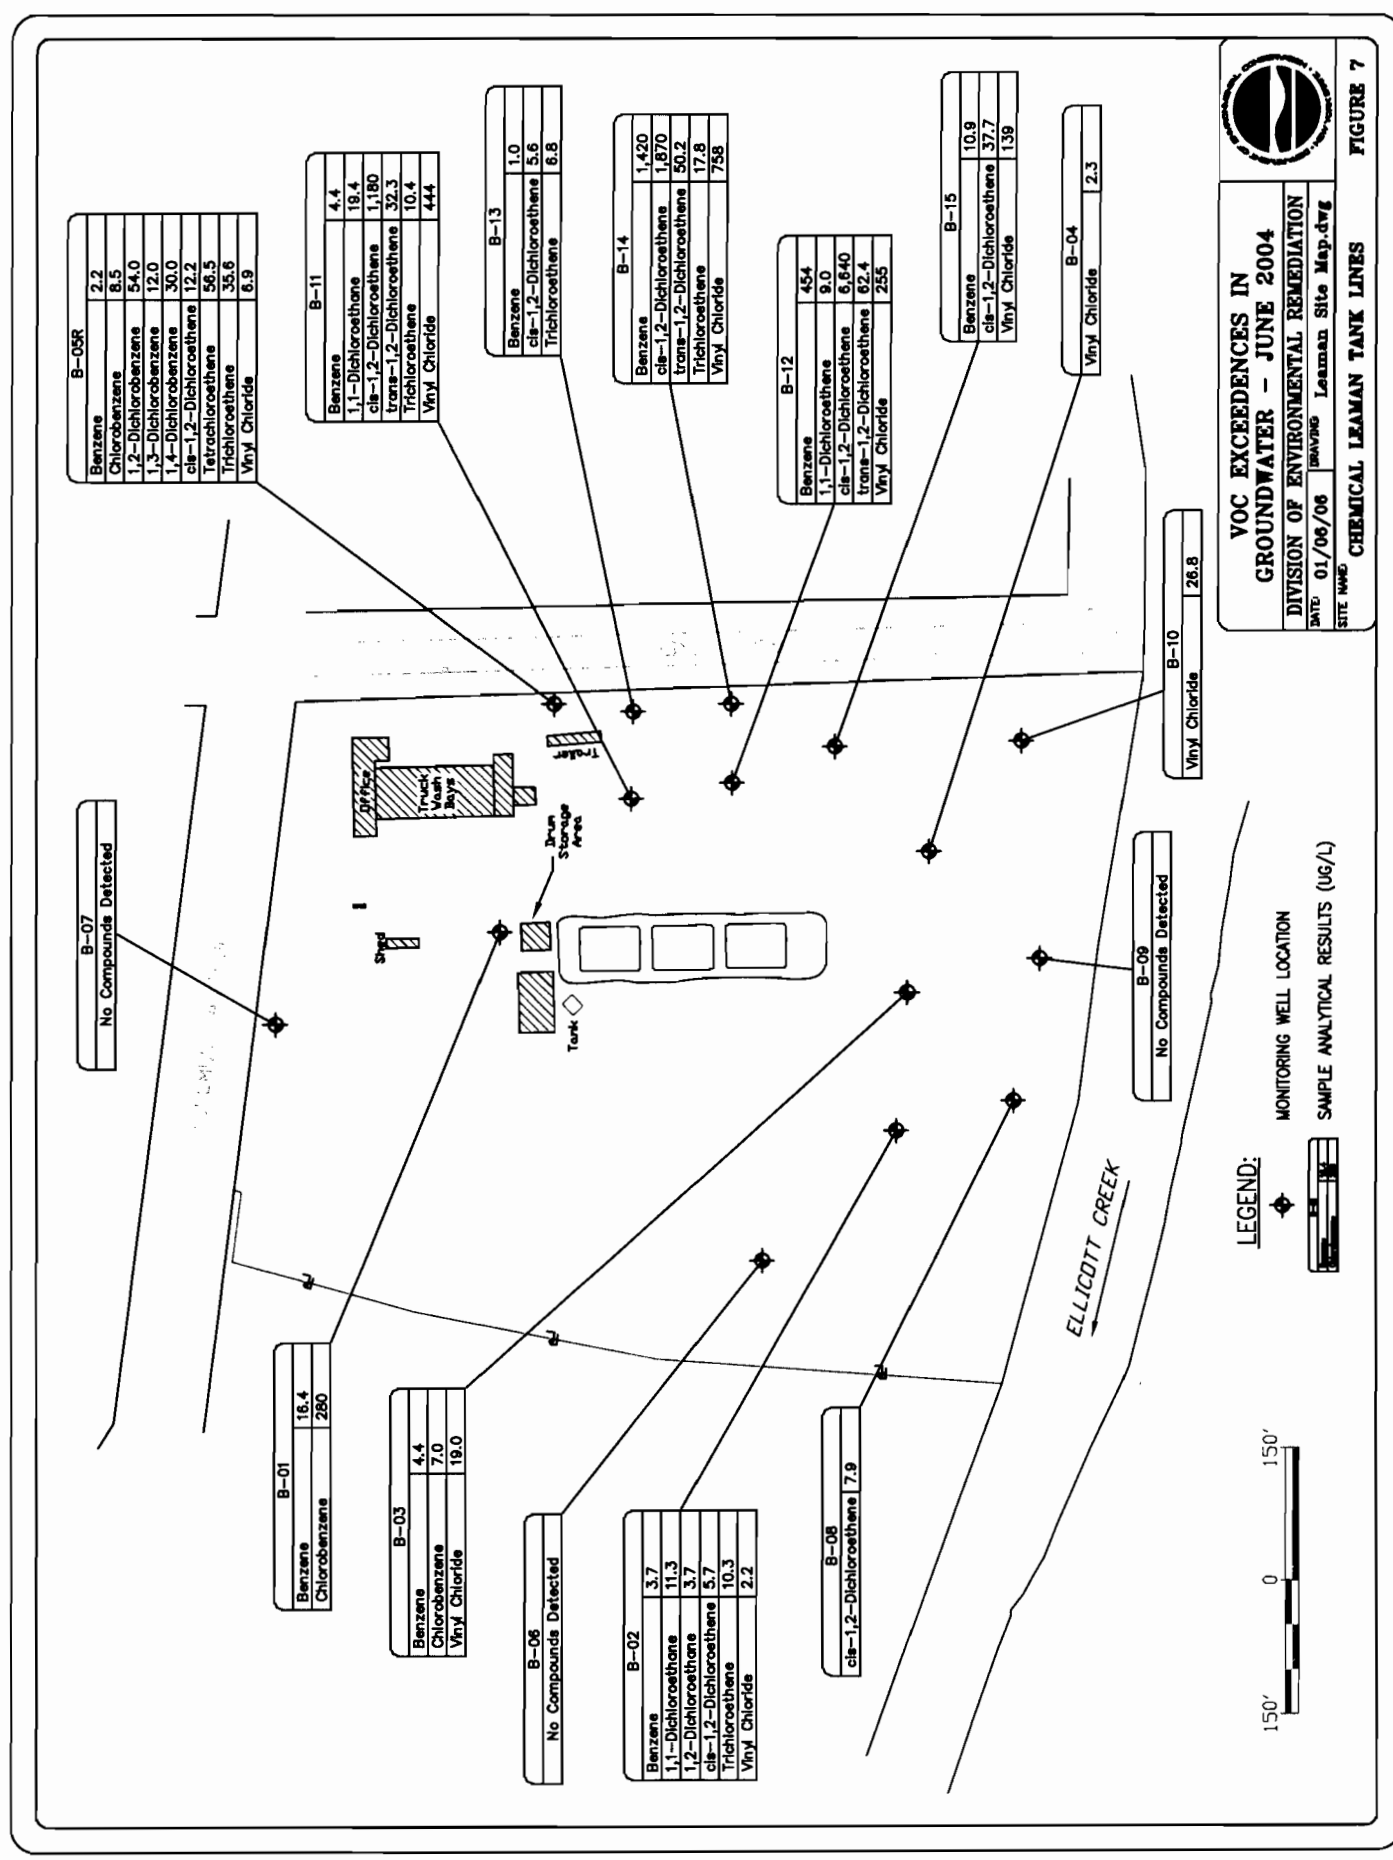 B-07
No Compounds Detected
B-05R
Benzene 2.2
Chlorobenzene 8.5
1,2-Dichlorobenzene 54.0
1,3-Dichlorobenzene 12.0
1,4-Dichlorobenzene 30.0
cis-1,2-Dichloroethene 12.2
Tetrachloroethene 56.5
Trichloroethene 35.6
Vinyl Chloride 6.9
B-11
Benzene 4.4
1,1-Dichloroethane 19.4
cis-1,2-Dichloroethene 1,180
trans-1,2-Dichloroethene 32.3
Trichloroethene 10.4
Vinyl Chloride 444
B-13
Benzene 1.0
cis-1,2-Dichloroethene 5.6
Trichloroethene 6.8
B-14
Benzene 1,420
cis-1,2-Dichloroethene 1,870
trans-1,2-Dichloroethene 50.2
Trichloroethene 17.8
Vinyl Chloride 758
B-12
Benzene 454
1,1-Dichloroethene 9.0
cis-1,2-Dichloroethene 6,640
trans-1,2-Dichloroethene 62.4
Vinyl Chloride 255
B-15
Benzene 10.9
cis-1,2-Dichloroethene 37.7
Vinyl Chloride 139
B-04
Vinyl Chloride 2.3
B-10
Vinyl Chloride 26.8
B-09
No Compounds Detected
B-01
Benzene 16.4
Chlorobenzene 280
B-03
Benzene 4.4
Chlorobenzene 7.0
Vinyl Chloride 19.0
B-06
No Compounds Detected
B-02
Benzene 3.7
1,1-Dichloroethane 11.3
1,2-Dichloroethane 3.7
cis-1,2-Dichloroethene 5.7
Trichloroethene 10.3
Vinyl Chloride 2.2
B-08
cis-1,2-Dichloroethene 7.9
Office
Truck
Wash
Bays
Trailer
Shed
Drum
Storage
Area
Tank
ELLICOTT CREEK
150' 0 150'
LEGEND:
MONITORING WELL LOCATION
SAMPLE ANALYTICAL RESULTS (UG/L)
VOC EXCEEDENCES IN
GROUNDWATER - JUNE 2004
DIVISION OF ENVIRONMENTAL REMEDIATION
DATE: 01/06/06 DRAWING: Leaman Site Map.dwg
SITE NAME: CHEMICAL LEAMAN TANK LINES FIGURE 7